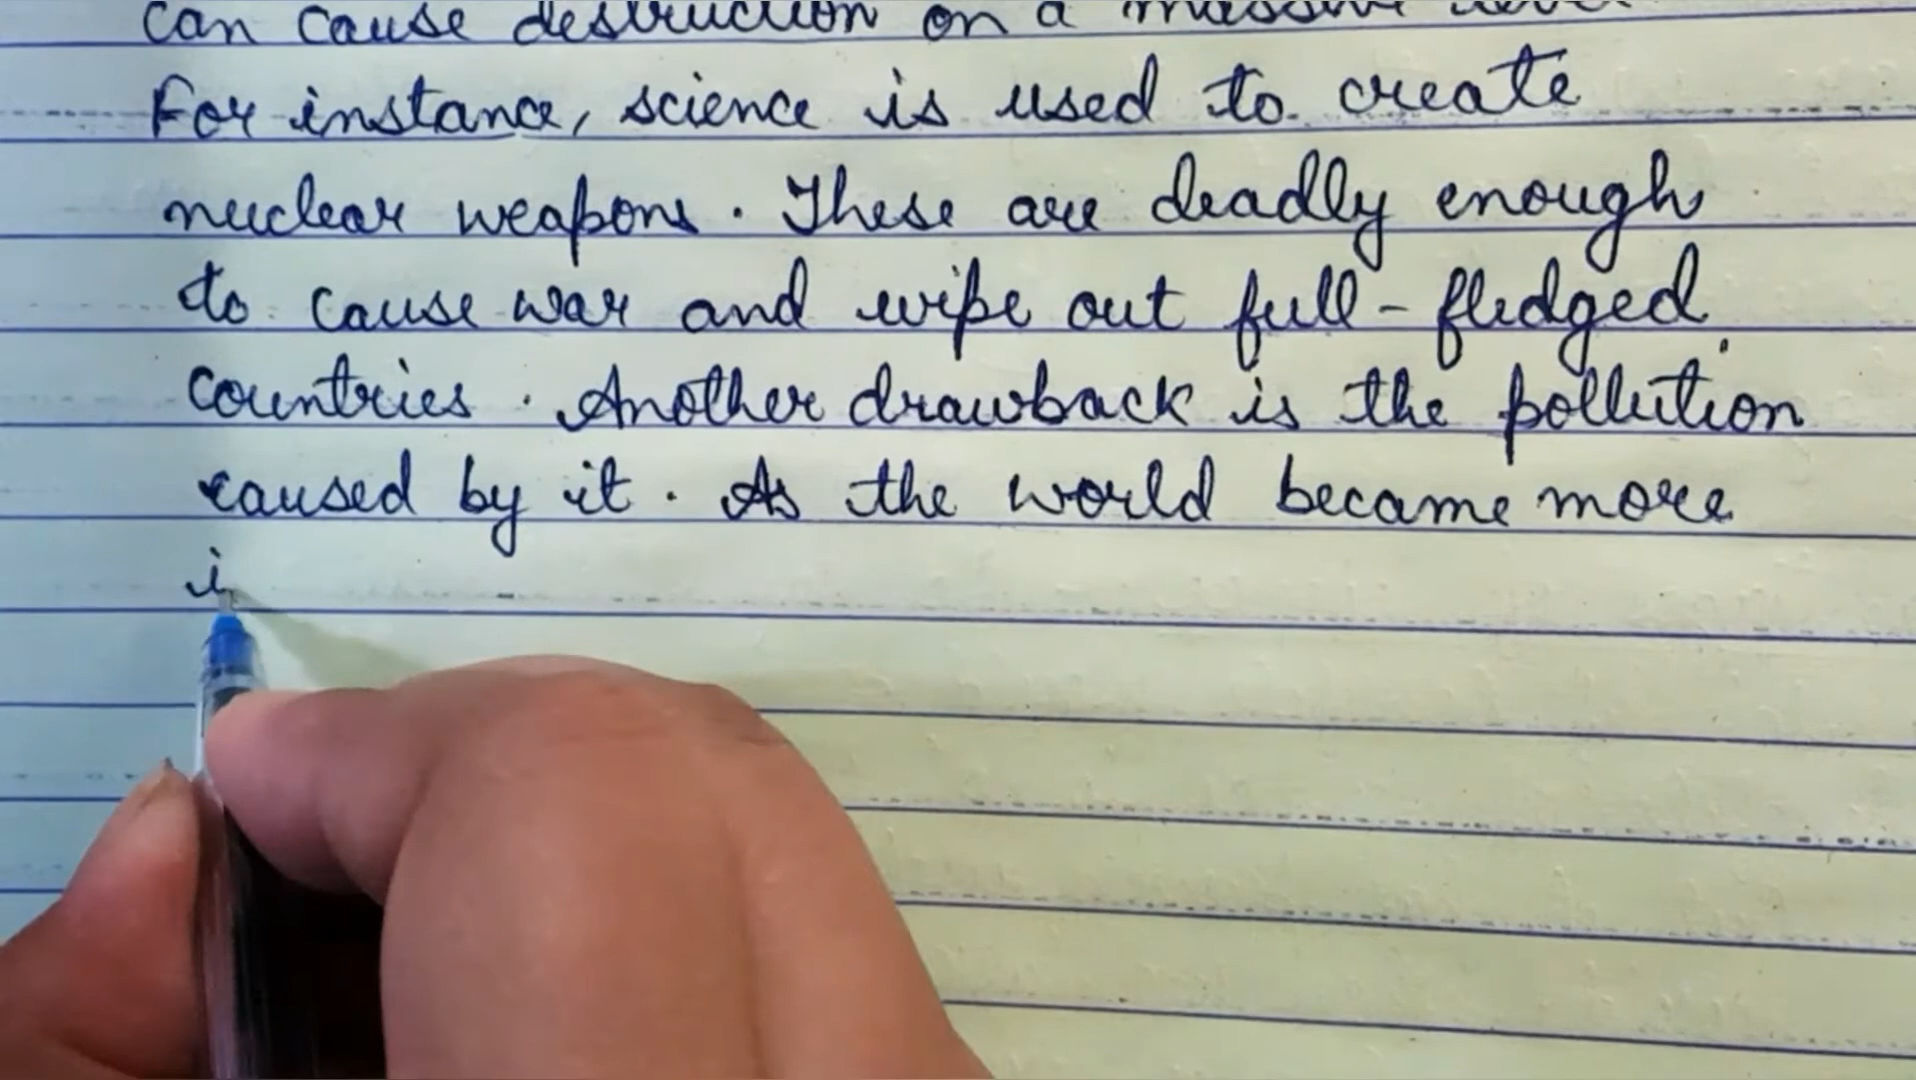 can cause destruction on a massive level
For instance, science is used to create
nuclear weapons. These are deadly enough
to cause war and wipe out full-fledged
countries. Another drawback is the pollution
caused by it. As the world became more
i